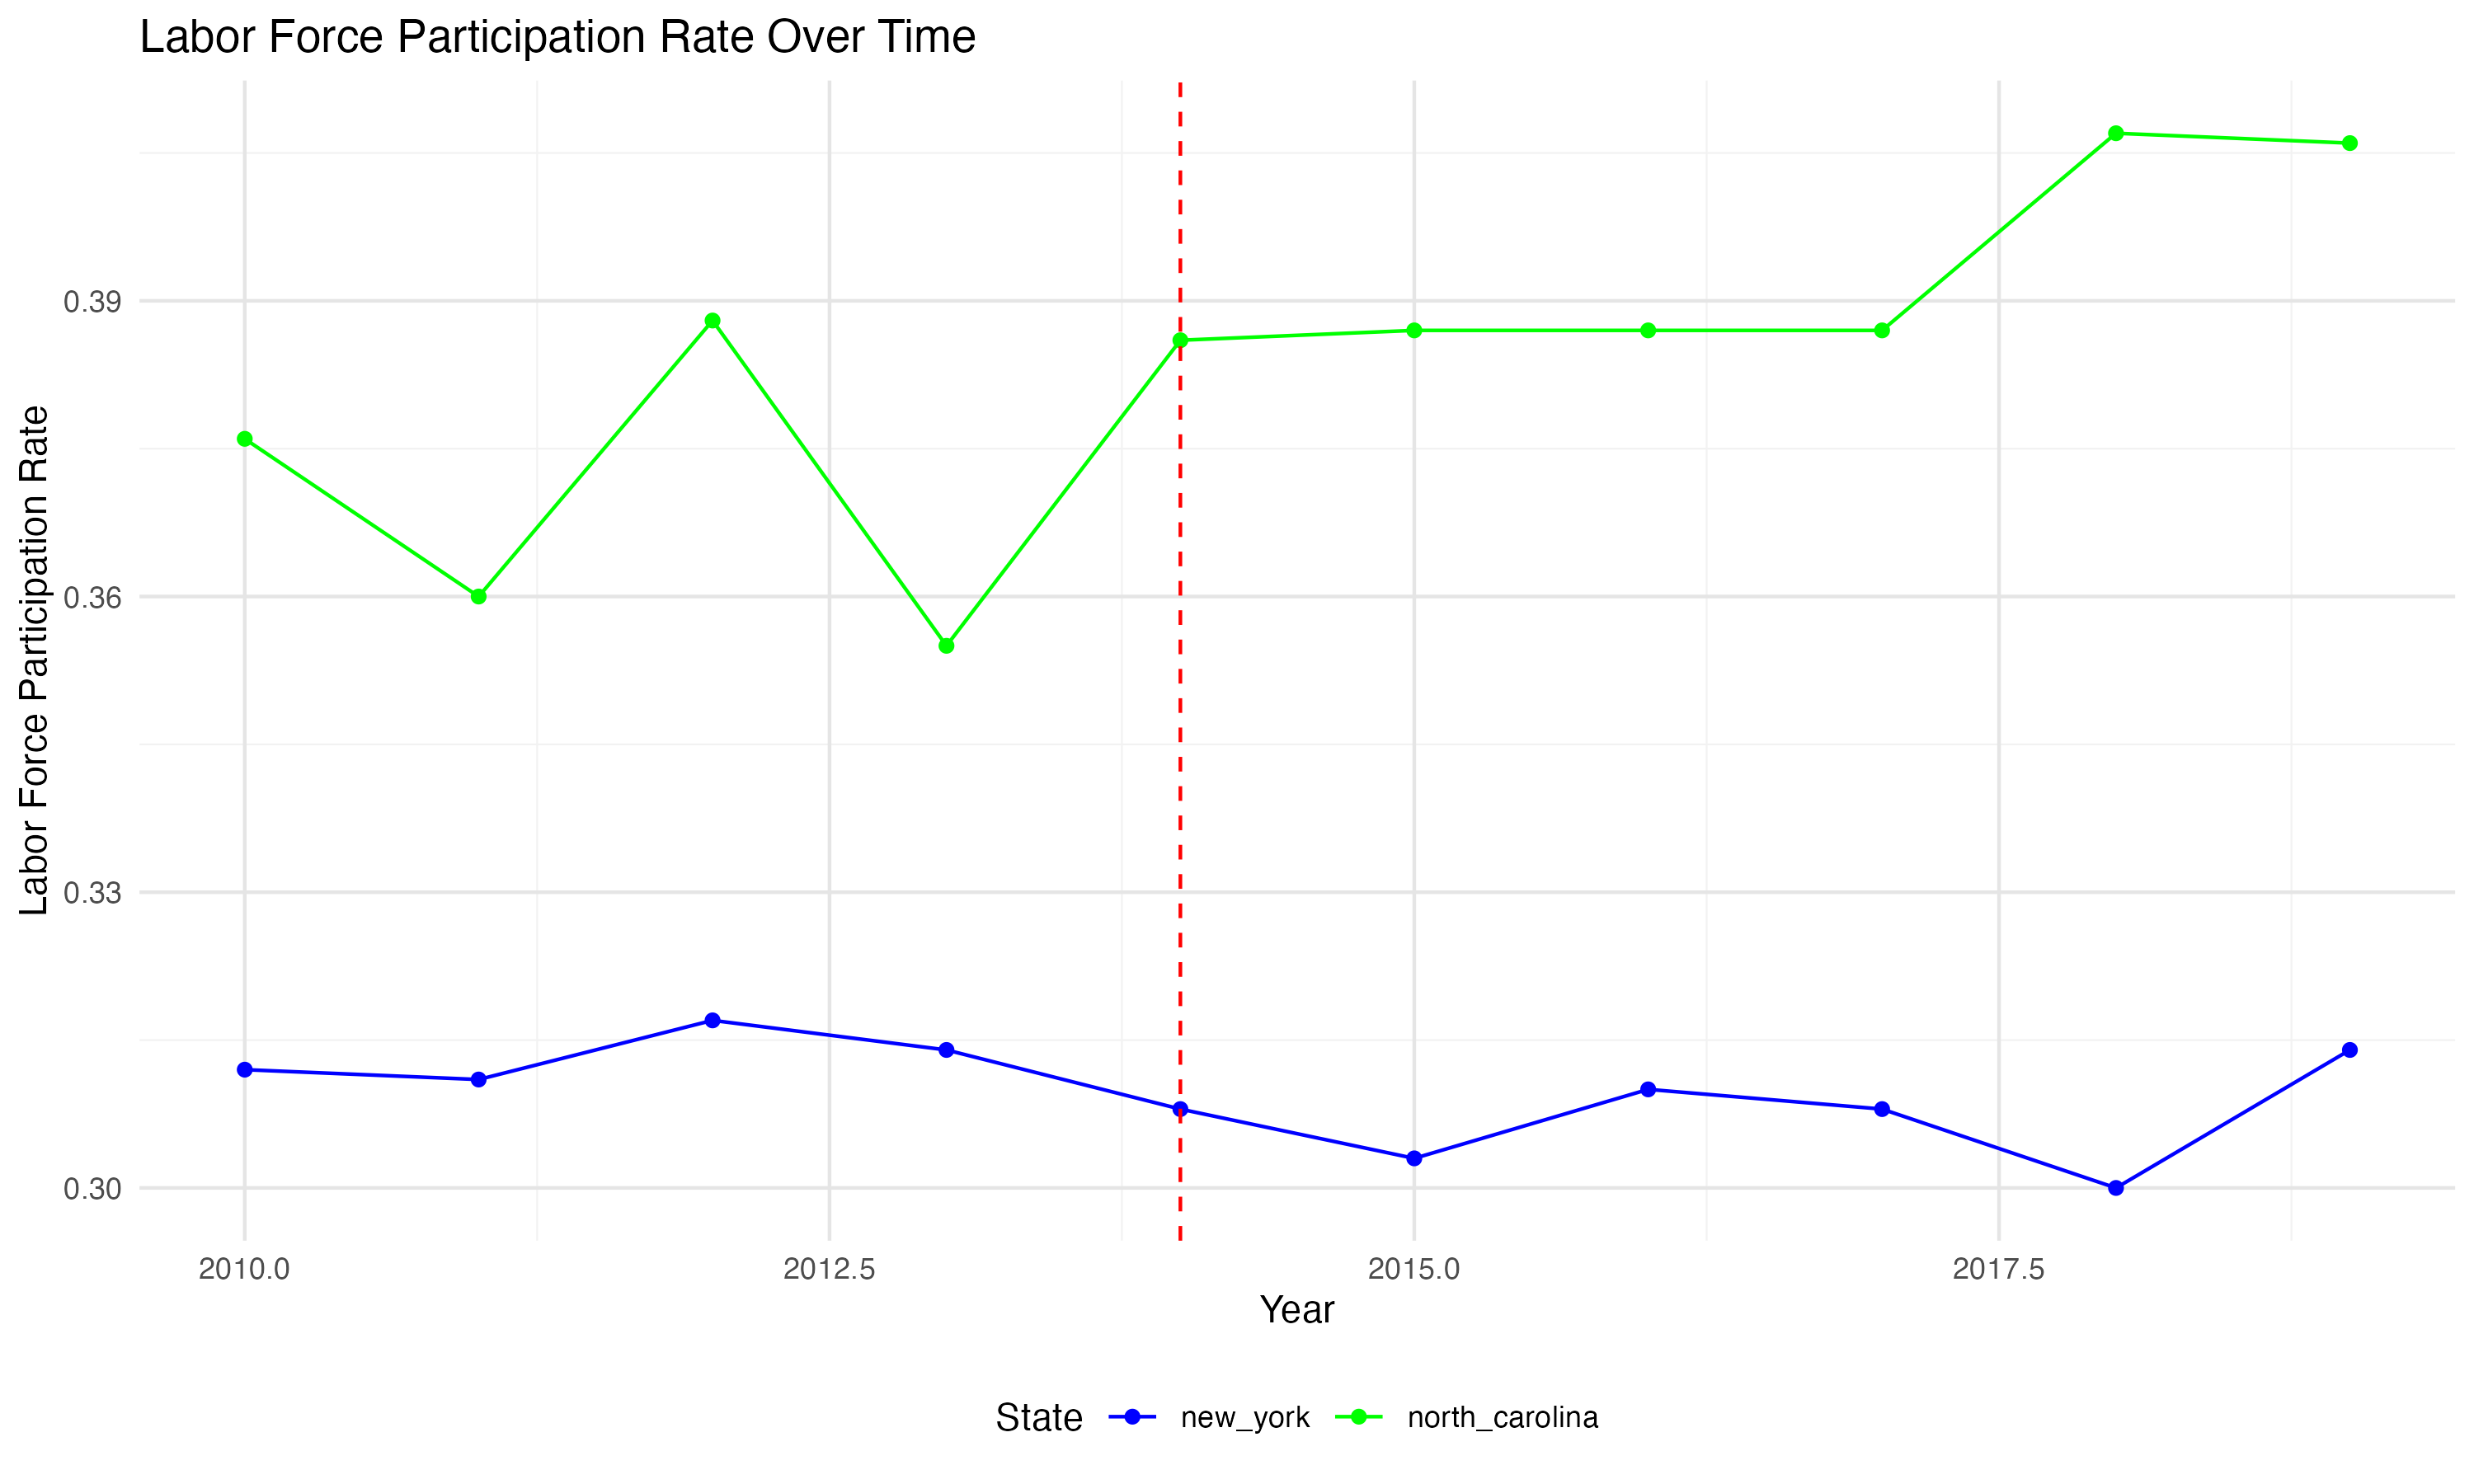 Labor Force Participation Rate Over Time
Labor Force Participation Rate
0.39
0.36
0.33
0.30
2010.0 2012.5 2015.0 2017.5
Year
State new_york north_carolina